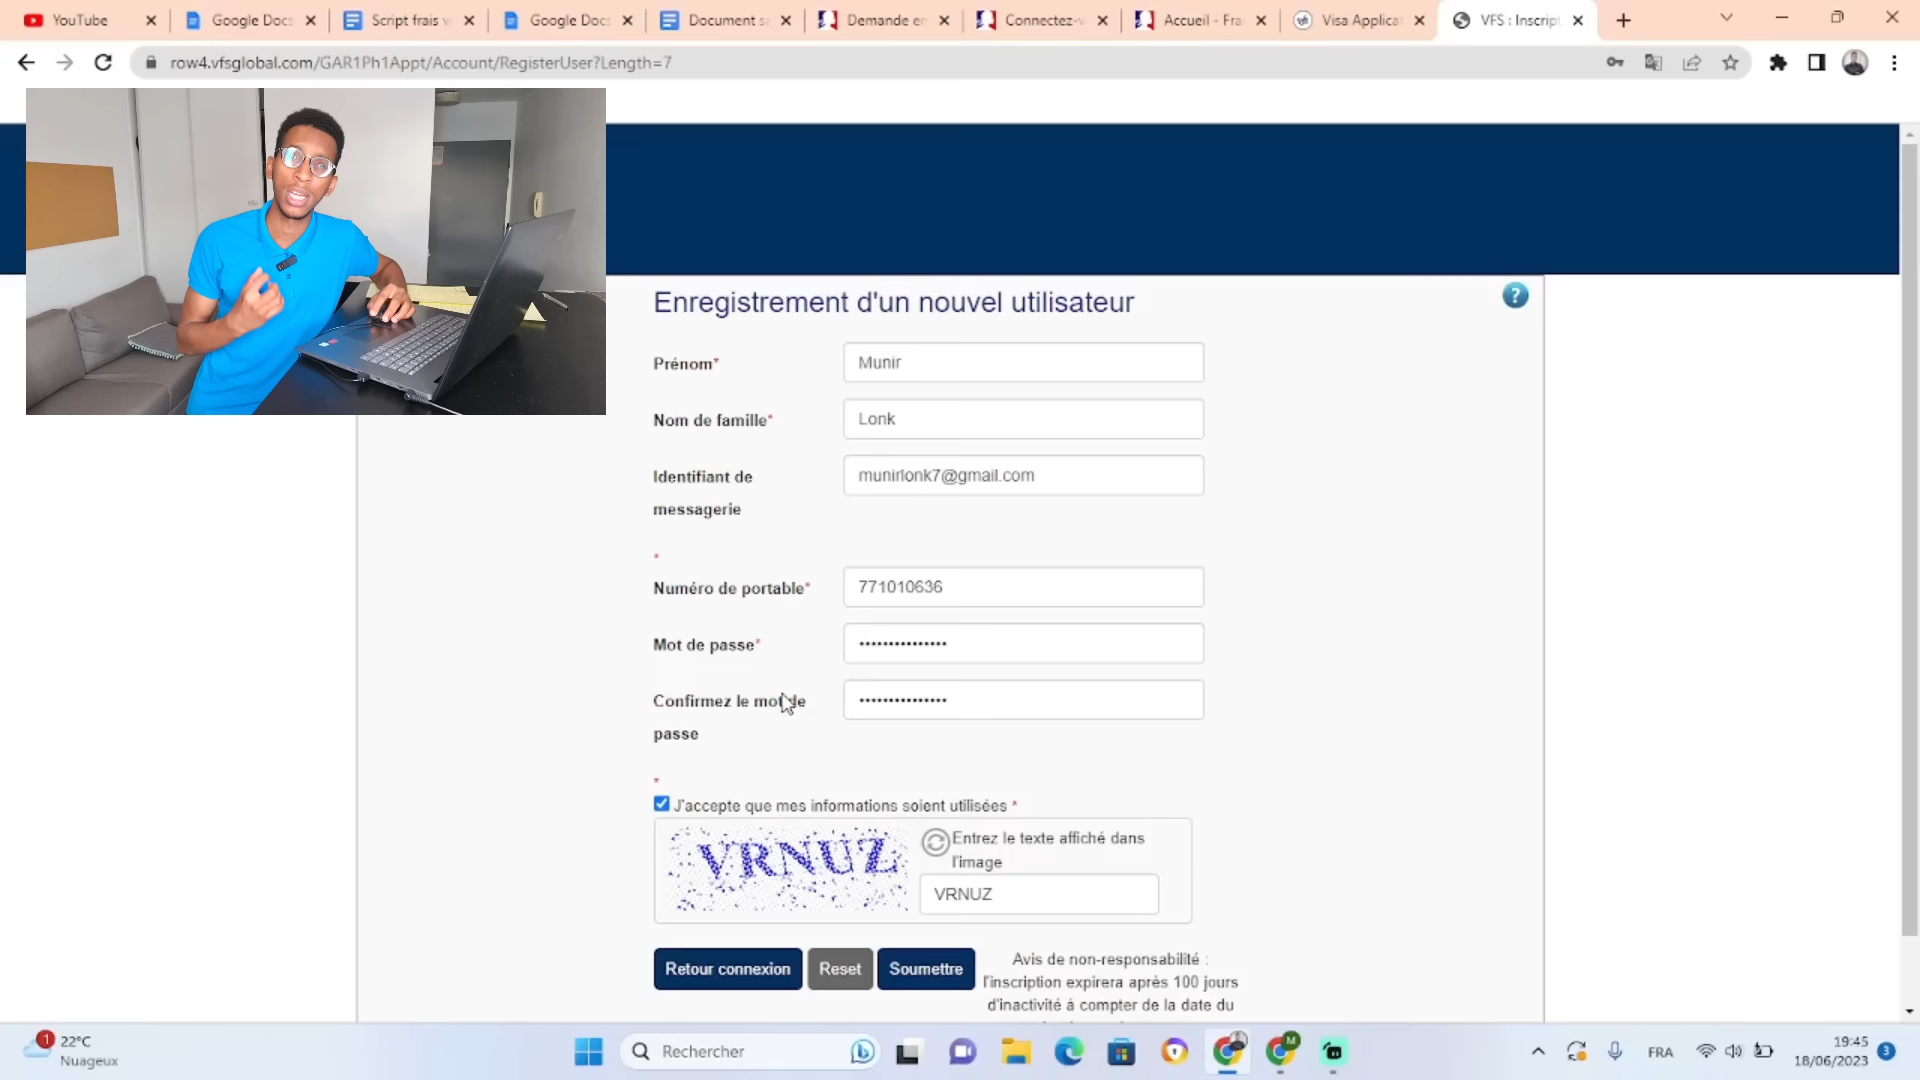 YouTube
Google Docs
Script frais v
Google Docs
Document sa
Demande en
Connectez-v
Accueil - Fra
Visa Applica
VFS : Inscrip
row4.vfsglobal.com/GAR1Ph1Appt/Account/RegisterUser?Length=7
Enregistrement d'un nouvel utilisateur
?
Prénom* Munir
Nom de famille* Lonk
Identifiant de munirlonk7@gmail.com
messagerie
*
Numéro de portable* 771010636
Mot de passe* •••••••••••••••
Confirmez le mot de •••••••••••••••
passe
*
J'accepte que mes informations soient utilisées *
VRNUZ
Entrez le texte affiché dans
l'image
VRNUZ
Retour connexion Reset Soumettre
Avis de non-responsabilité :
l'inscription expirera après 100 jours
d'inactivité à compter de la date du
1
22°C
Nuageux
Rechercher
M
FRA
19:45
18/06/2023
3